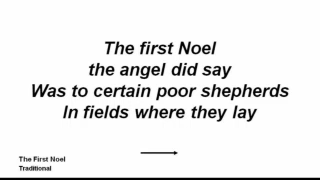 The first Noel
the angel did say
Was to certain poor shepherds
In fields where they lay
The First Noel
Traditional